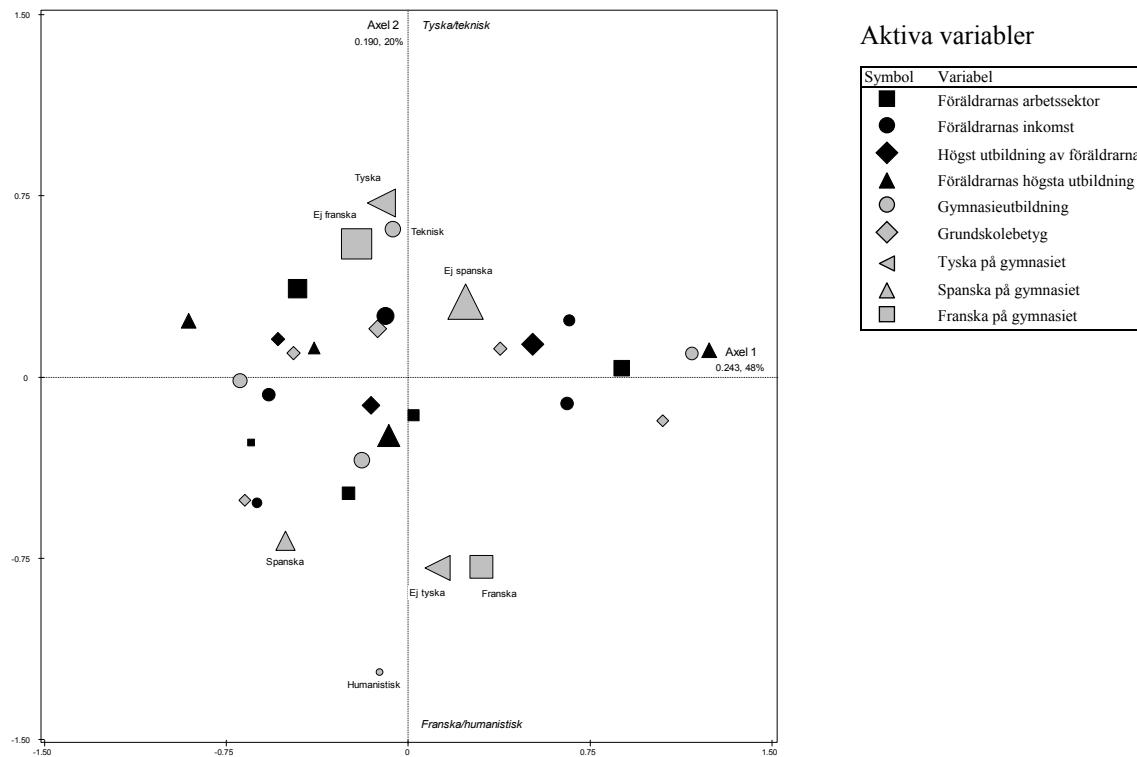 1.50
Axel 2
Tyska/teknisk
0.190, 20%
Tyska
0.75
Ej franska
Teknisk
Ej spanska
Axel 1
0.243, 48%
0
Spanska
-0.75
Ej tyska
Franska
Humanistisk
Franska/humanistisk
-1.50
-1.50
-0.75
0
0.75
1.50
Aktiva variabler
Symbol Variabel
Föräldrarnas arbetssektor
Föräldrarnas inkomst
Högst utbildning av föräldrarna
Föräldrarnas högsta utbildning
Gymnasieutbildning
Grundskolebetyg
Tyska på gymnasiet
Spanska på gymnasiet
Franska på gymnasiet